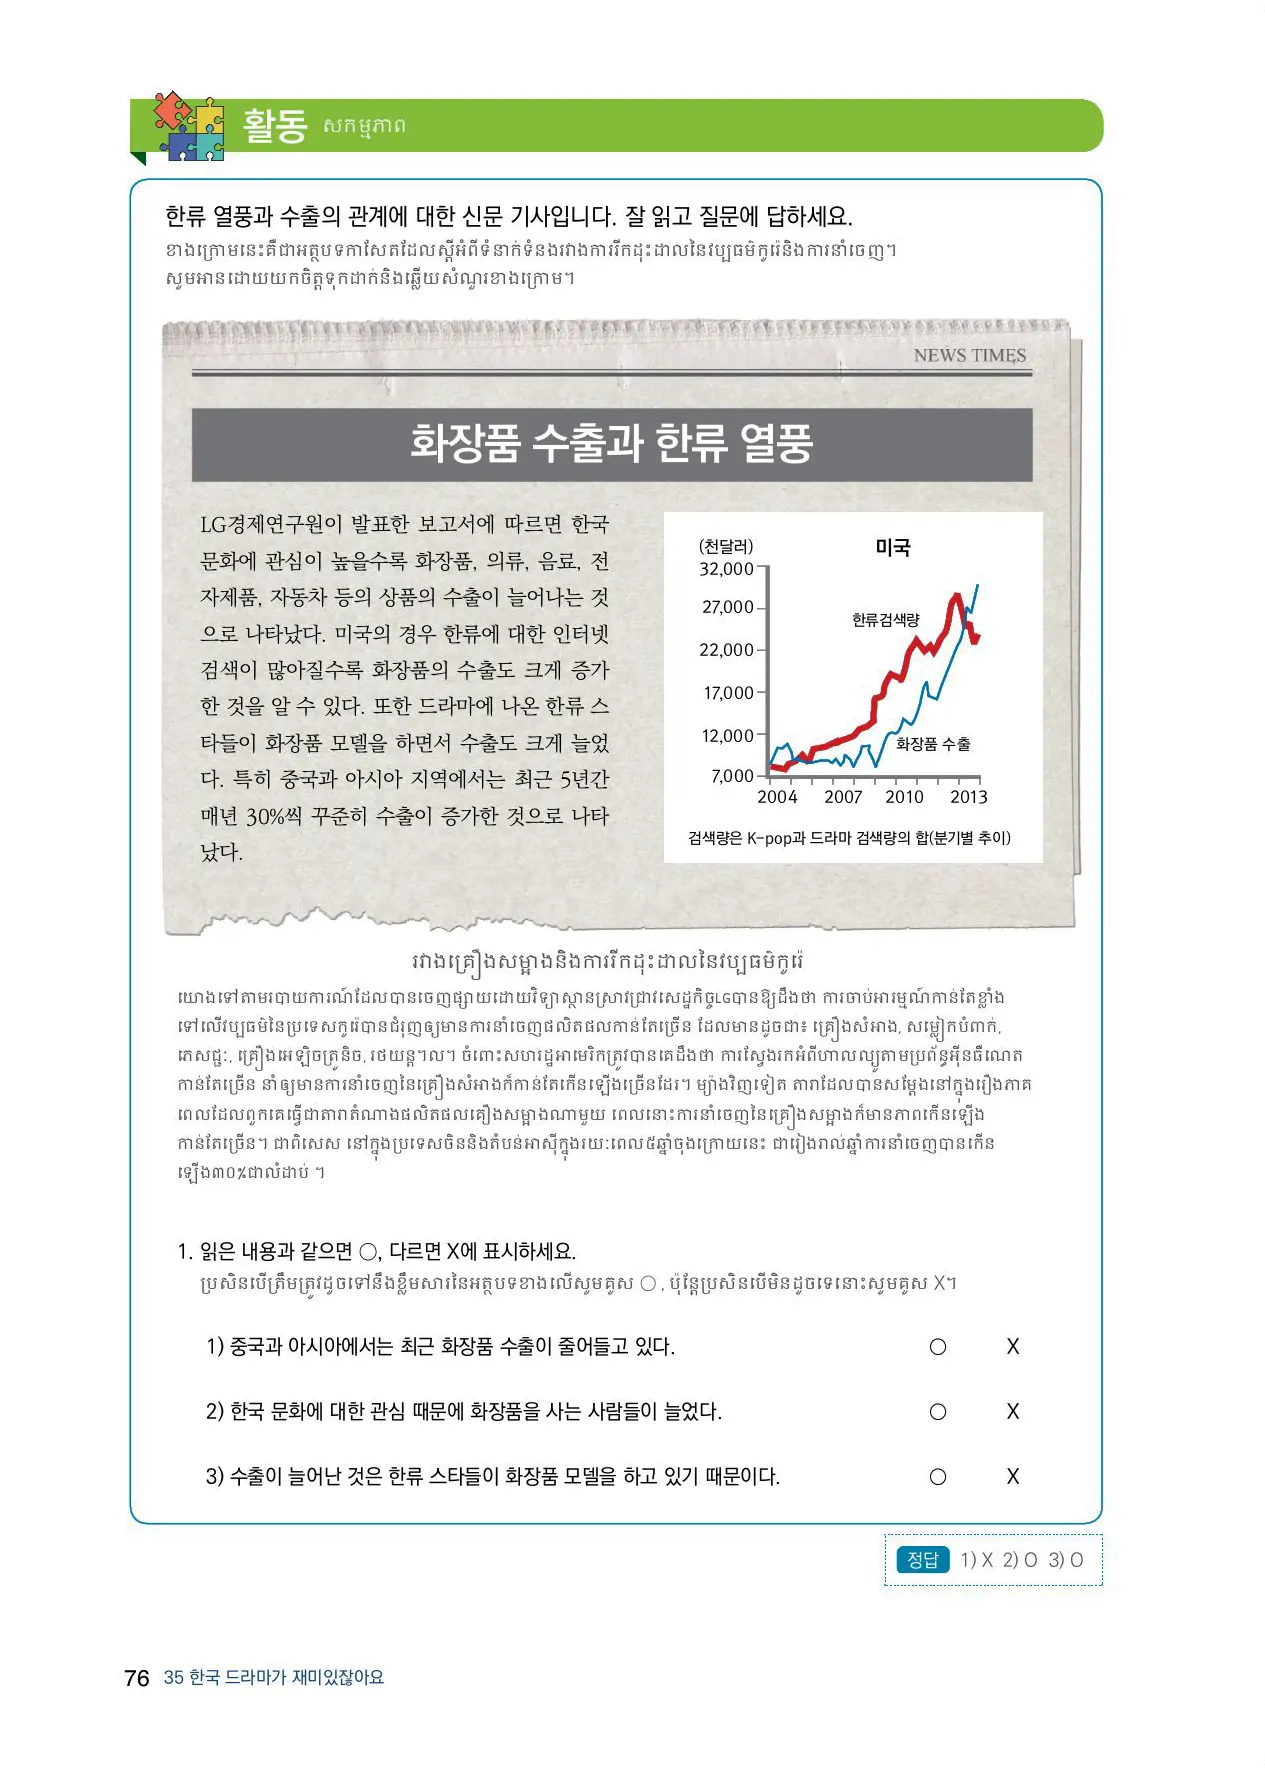 활동 សកម្មភាព
한류 열풍과 수출의 관계에 대한 신문 기사입니다. 잘 읽고 질문에 답하세요.
ខាងក្រោមនេះគឺជាអត្ថបទកាសែតដែលស្តីអំពីទំនាក់ទំនងរវាងការរីកដុះដាលនៃវប្បធម៌កូរ៉េនិងការនាំចេញ។
សូមអានដោយយកចិត្តទុកដាក់និងឆ្លើយសំណួរខាងក្រោម។
NEWS TIMES
화장품 수출과 한류 열풍
LG경제연구원이 발표한 보고서에 따르면 한국
문화에 관심이 높을수록 화장품, 의류, 음료, 전
자제품, 자동차 등의 상품의 수출이 늘어나는 것
으로 나타났다. 미국의 경우 한류에 대한 인터넷
검색이 많아질수록 화장품의 수출도 크게 증가
한 것을 알 수 있다. 또한 드라마에 나온 한류 스
타들이 화장품 모델을 하면서 수출도 크게 늘었
다. 특히 중국과 아시아 지역에서는 최근 5년간
매년 30%씩 꾸준히 수출이 증가한 것으로 나타
났다.
(천달러) 미국
32,000
27,000
22,000
17,000
12,000
7,000
한류검색량
화장품 수출
2004 2007 2010 2013
검색량은 K-pop과 드라마 검색량의 합(분기별 추이)
រវាងគ្រឿងសម្អាងនិងការរីកដុះដាលនៃវប្បធម៌កូរ៉េ
យោងទៅតាមរបាយការណ៍ដែលបានចេញផ្សាយដោយវិទ្យាស្ថានស្រាវជ្រាវសេដ្ឋកិច្ចLGបានឱ្យដឹងថា ការចាប់អារម្មណ៍កាន់តែខ្លាំង
ទៅលើវប្បធម៌នៃប្រទេសកូរ៉េបានជំរុញឲ្យមានការនាំចេញផលិតផលកាន់តែច្រើន ដែលមានដូចជា៖ គ្រឿងសំអាង, សម្លៀកបំពាក់,
ភេសជ្ជៈ, គ្រឿងអេឡិចត្រូនិច, រថយន្ត។ល។ ចំពោះសហរដ្ឋអាមេរិកត្រូវបានគេដឹងថា ការស្វែងរកអំពីហាលល្យូតាមប្រព័ន្ធអ៊ីនធឺណេត
កាន់តែច្រើន នាំឲ្យមានការនាំចេញនៃគ្រឿងសំអាងក៏កាន់តែកើនឡើងច្រើនដែរ។ ម្យ៉ាងវិញទៀត តារាដែលបានសម្តែងនៅក្នុងរឿងភាគ
ពេលដែលពួកគេធ្វើជាតារាតំណាងផលិតផលគឿងសម្អាងណាមួយ ពេលនោះការនាំចេញនៃគ្រឿងសម្អាងក៏មានភាពកើនឡើង
កាន់តែច្រើន។ ជាពិសេស នៅក្នុងប្រទេសចិននិងតំបន់អាស៊ីក្នុងរយៈពេល៥ឆ្នាំចុងក្រោយនេះ ជារៀងរាល់ឆ្នាំការនាំចេញបានកើន
ឡើង៣០%ជាលំដាប់ ។
1. 읽은 내용과 같으면 ○, 다르면 X에 표시하세요.
ប្រសិនបើត្រឹមត្រូវដូចទៅនឹងខ្លឹមសារនៃអត្ថបទខាងលើសូមគូស ○ , ប៉ុន្តែប្រសិនបើមិនដូចទេនោះសូមគូស X។
1) 중국과 아시아에서는 최근 화장품 수출이 줄어들고 있다. ○ X
2) 한국 문화에 대한 관심 때문에 화장품을 사는 사람들이 늘었다. ○ X
3) 수출이 늘어난 것은 한류 스타들이 화장품 모델을 하고 있기 때문이다. ○ X
정답 1) X 2) O 3) O
76 35 한국 드라마가 재미있잖아요